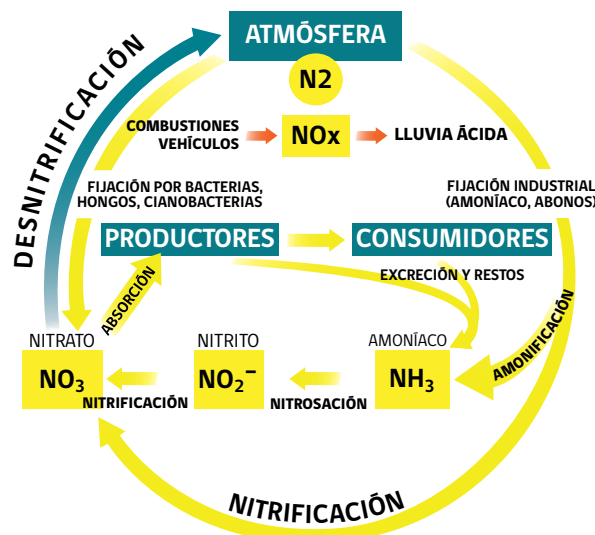 ATMÓSFERA
N2
DESNITRIFICACIÓN
COMBUSTIONES
VEHÍCULOS
NOx
LLUVIA ÁCIDA
FIJACIÓN POR BACTERIAS,
HONGOS, CIANOBACTERIAS
FIJACIÓN INDUSTRIAL
(AMONÍACO, ABONOS)
PRODUCTORES
CONSUMIDORES
EXCRECIÓN Y RESTOS
ABSORCIÓN
AMONIFICACIÓN
NITRATO
NO3
NITRITO
NO2⁻
AMONÍACO
NH3
NITRIFICACIÓN
NITROSACIÓN
NITRIFICACIÓN